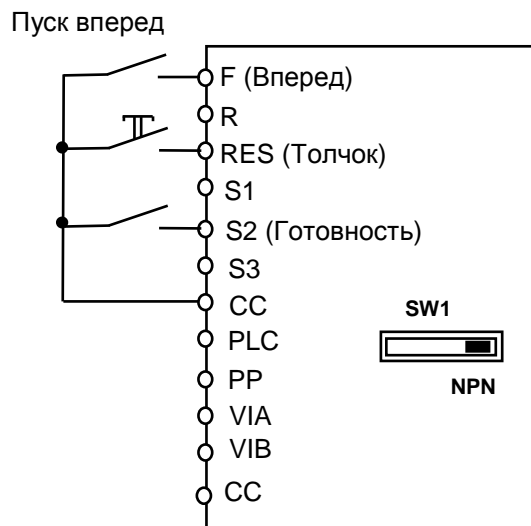 Пуск вперед
F (Вперед)
R
RES (Толчок)
S1
S2 (Готовность)
S3
CC
PLC
PP
VIA
VIB
CC
SW1
NPN